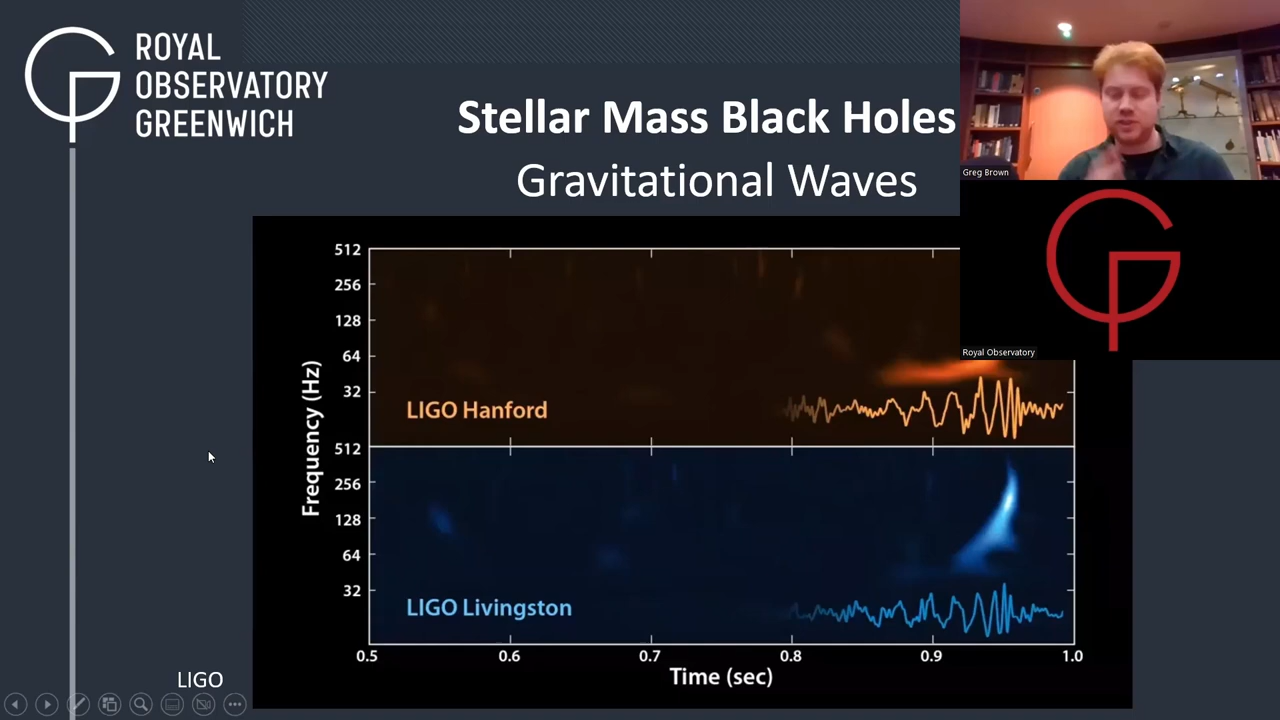 ROYAL
OBSERVATORY
GREENWICH
Stellar Mass Black Holes
Gravitational Waves
Greg Brown
Royal Observatory
512
256
128
64
32
LIGO Hanford
Frequency (Hz)
512
256
128
64
32
LIGO Livingston
0.5 0.6 0.7 0.8 0.9 1.0
Time (sec)
LIGO